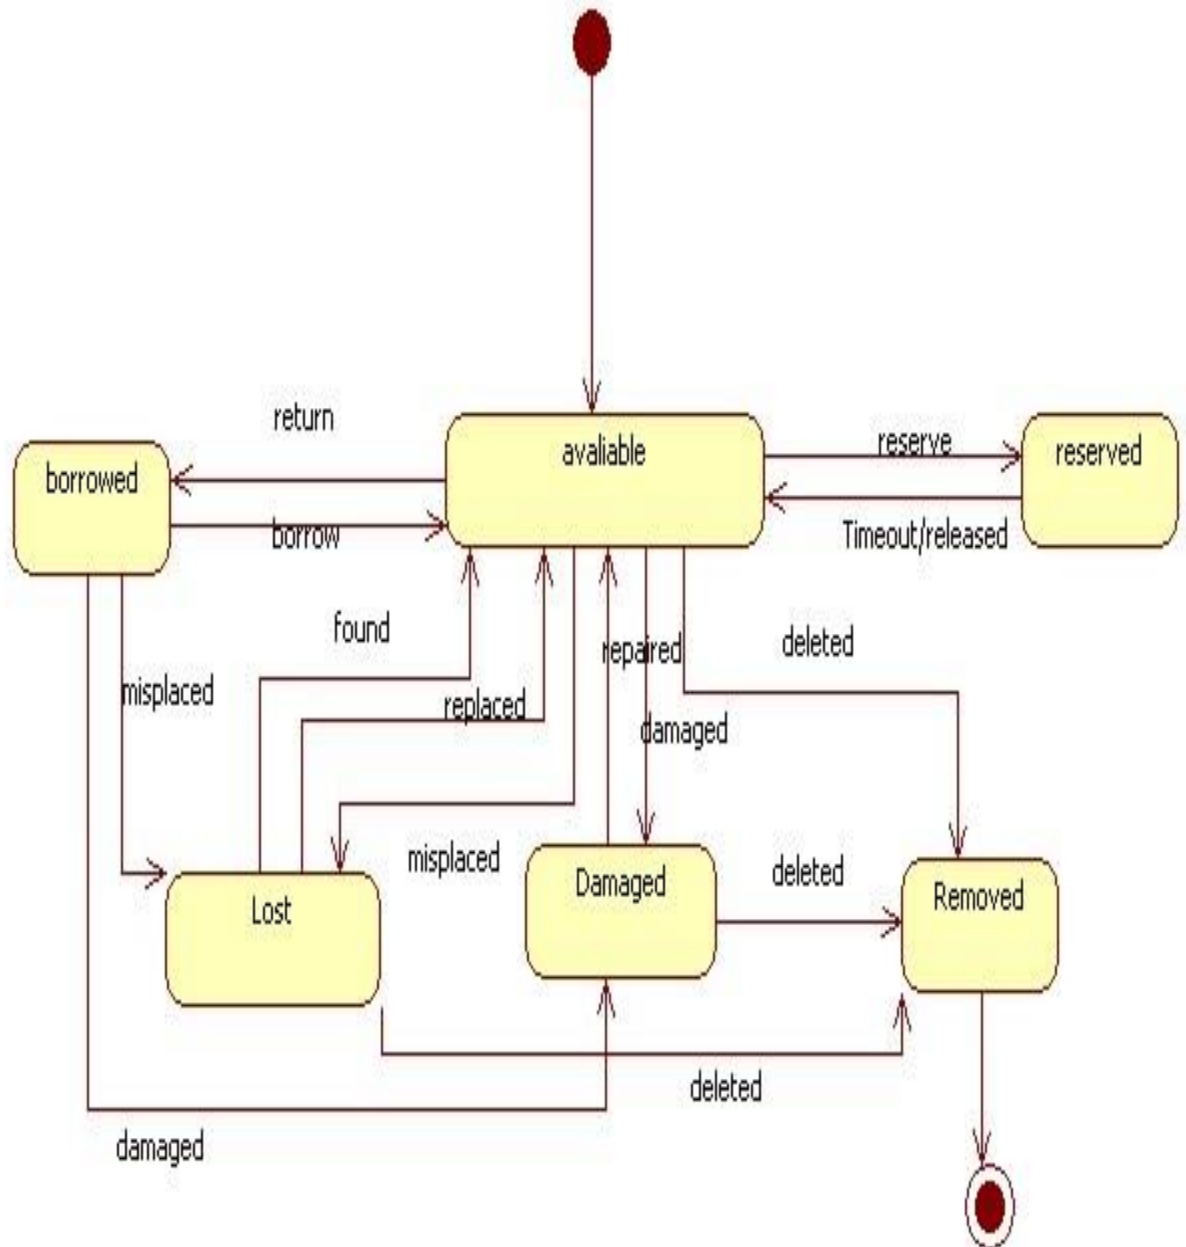 return
avaliable
reserve
reserved
borrowed
borrow
Timeout/released
found
repaired
deleted
misplaced
replaced
damaged
misplaced
Damaged
deleted
Removed
Lost
deleted
damaged